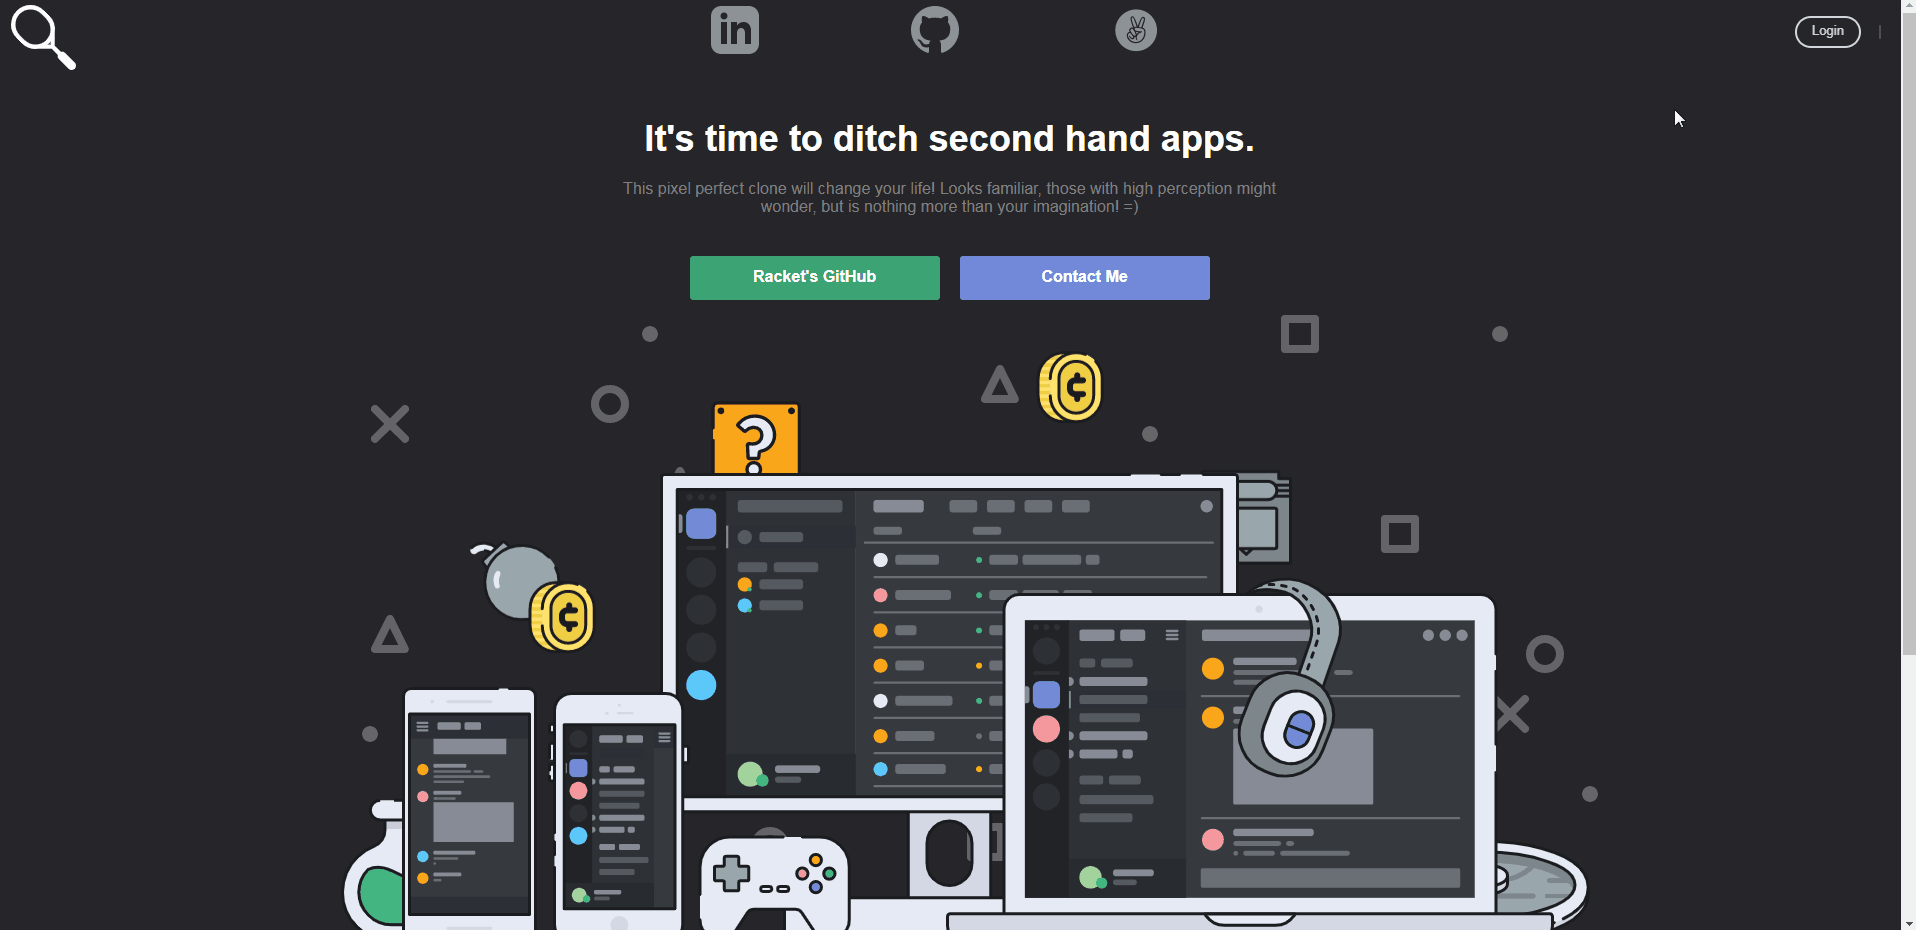 in
Login
It's time to ditch second hand apps.
This pixel perfect clone will change your life! Looks familiar, those with high perception might
wonder, but is nothing more than your imagination! =)
Racket's GitHub
Contact Me
?
¢
¢